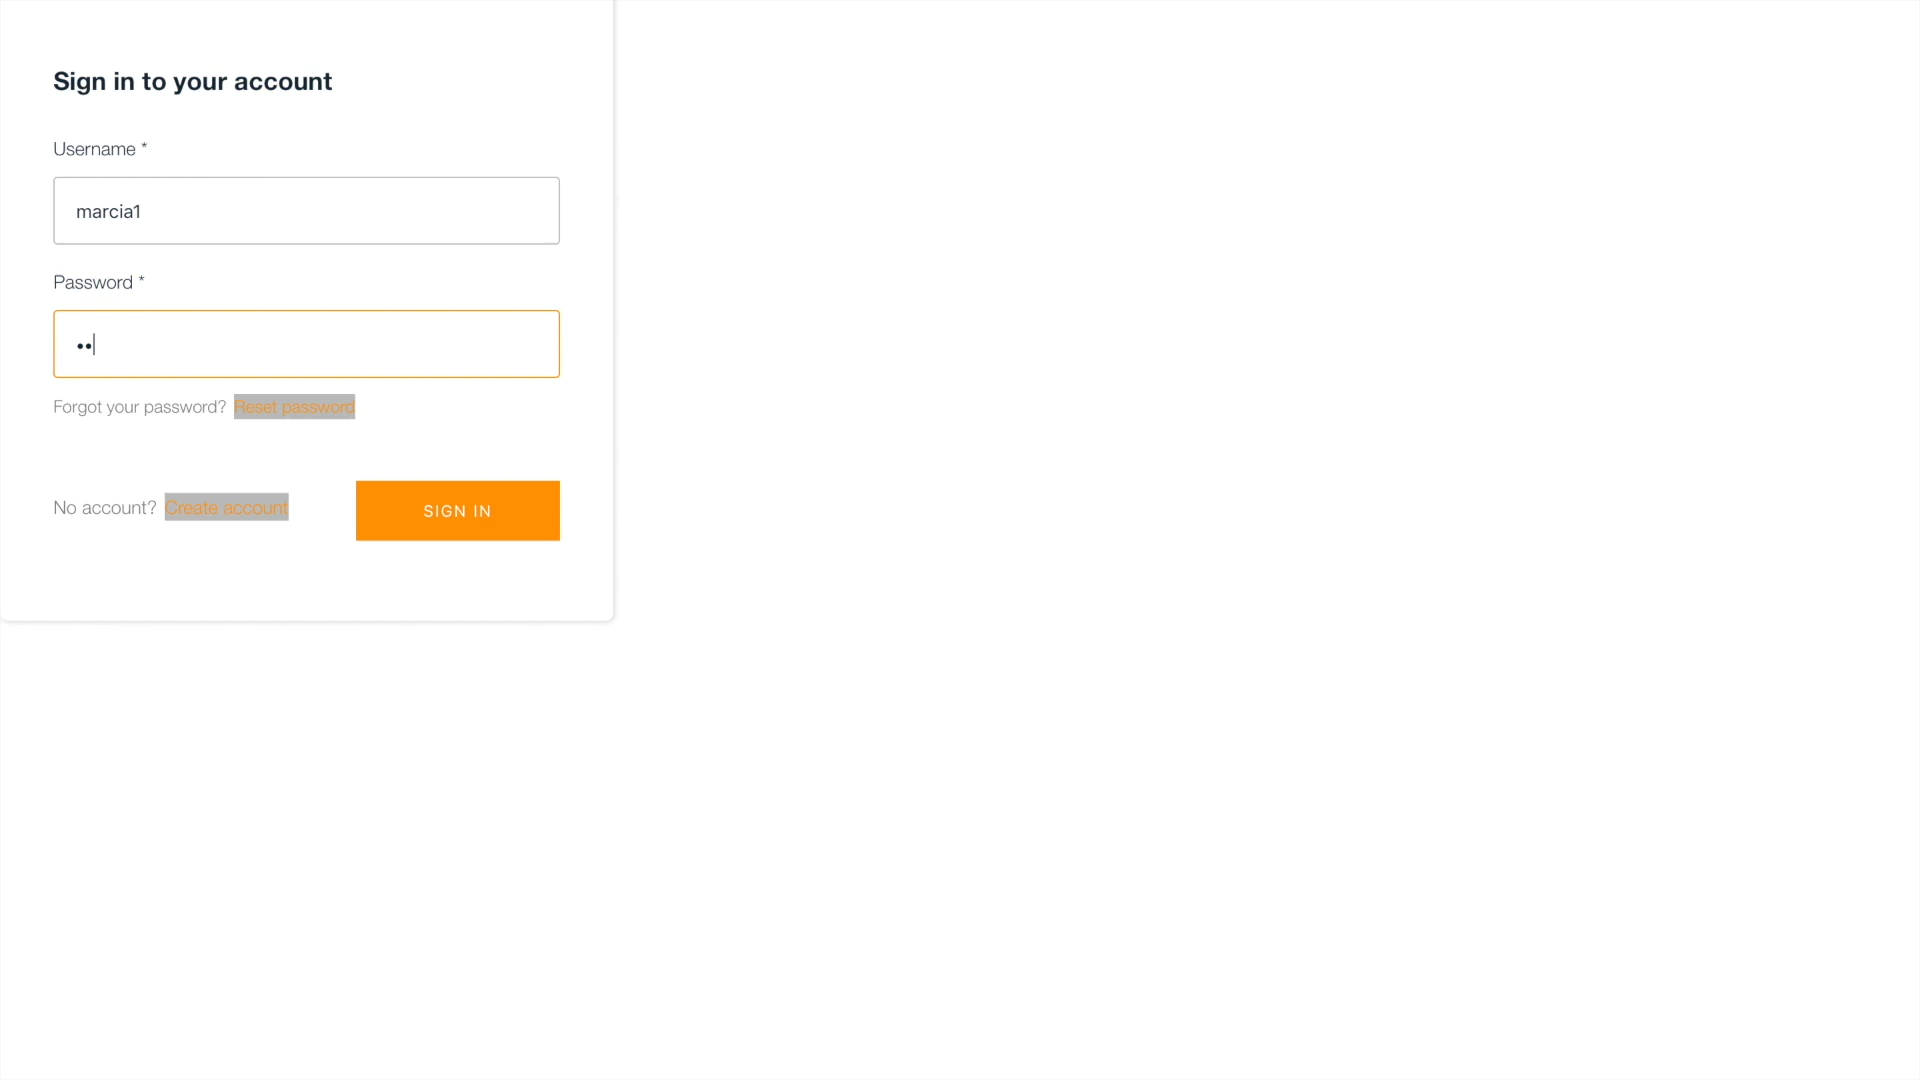 Sign in to your account
Username *
marcia1
Password *
••
Forgot your password? Reset password
No account? Create account
SIGN IN